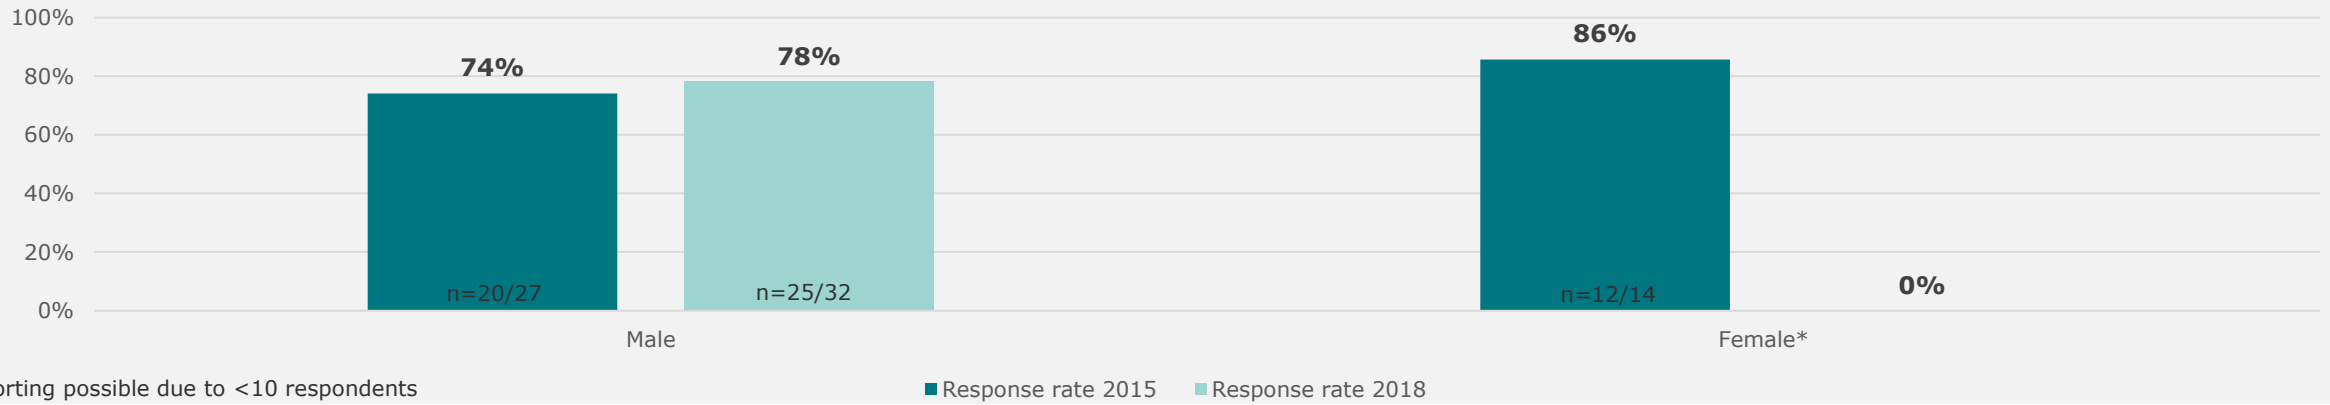 100%
80%
60%
40%
20%
0%
74%
78%
86%
0%
n=20/27
n=25/32
n=12/14
Male
Female*
possible due to <10 respondents
Response rate 2015
Response rate 2018